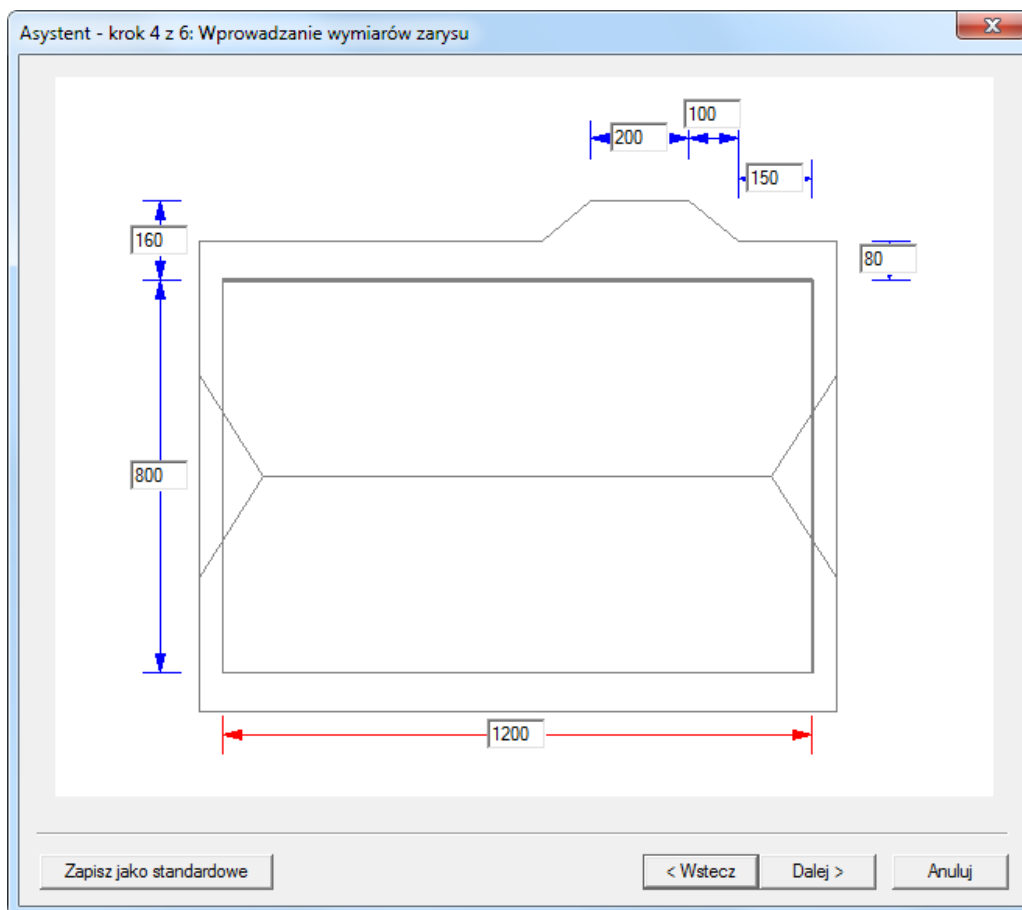 Asystent - krok 4 z 6: Wprowadzanie wymiarów zarysu
100
200
150
160
80
800
1200
Zapisz jako standardowe
< Wstecz
Dalej >
Anuluj